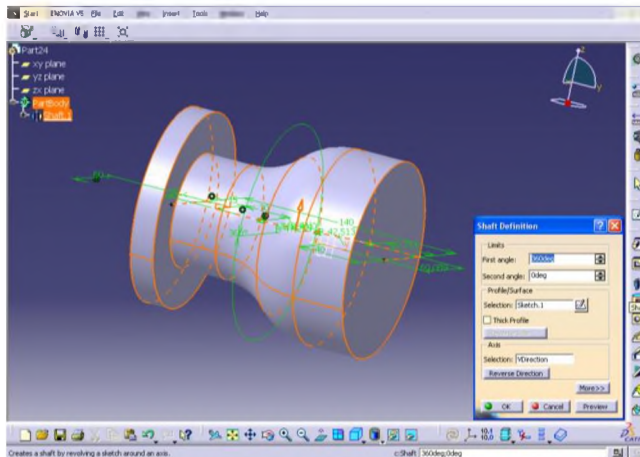 Start ENOVIA V5 File Edit Insert Tools Help
Part24
xy plane
yz plane
zx plane
PartBody
Shaft.1
z
y
60
140
Shaft Definition
Limits
First angle: 360deg
Second angle: 0deg
Profile/Surface
Selection: Sketch.1
Thick Profile
Axis
Selection: VDirection
Reverse Direction
More>>
OK Cancel Preview
Creates a shaft by revolving a sketch around an axis. c:Shaft 360deg;0deg